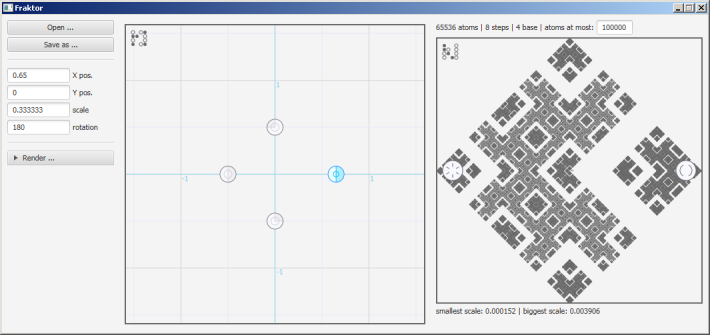 Fraktor
Open ...
Save as ...
0.65 X pos.
0 Y pos.
0.333333 scale
180 rotation
Render ...
1
-1
1
-1
65536 atoms | 8 steps | 4 base | atoms at most: 100000
smallest scale: 0.000152 | biggest scale: 0.003906